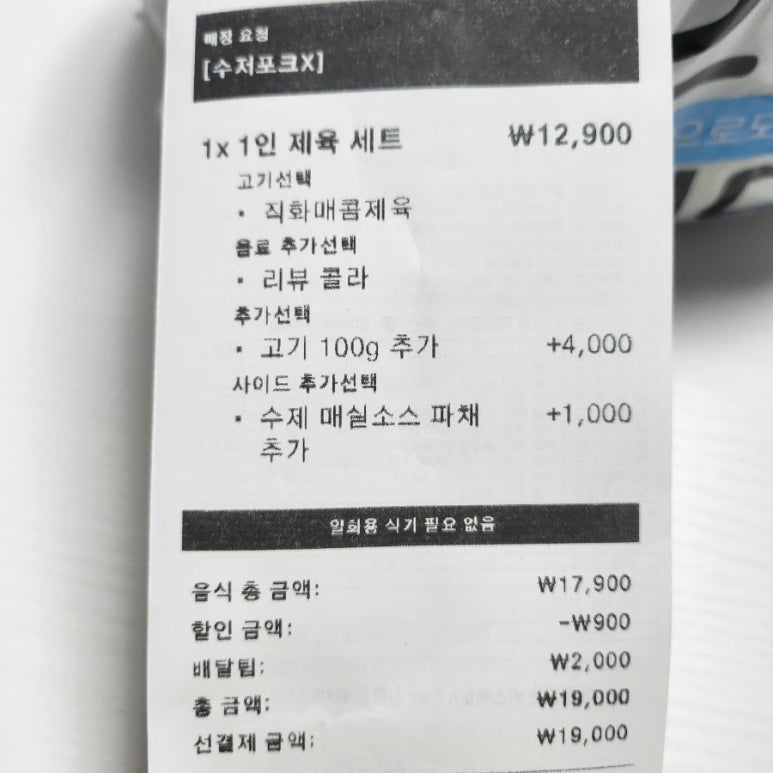 매장 요청
[수저포크X]
1x 1인 제육 세트 ₩12,900
고기선택
▪ 직화매콤제육
음료 추가선택
▪ 리뷰 콜라
추가선택
▪ 고기 100g 추가 +4,000
사이드 추가선택
▪ 수제 매실소스 파채 +1,000
추가
일회용 식기 필요 없음
음식 총 금액: ₩17,900
할인 금액: -₩900
배달팁: ₩2,000
총 금액: ₩19,000
선결제 금액: ₩19,000
으로도